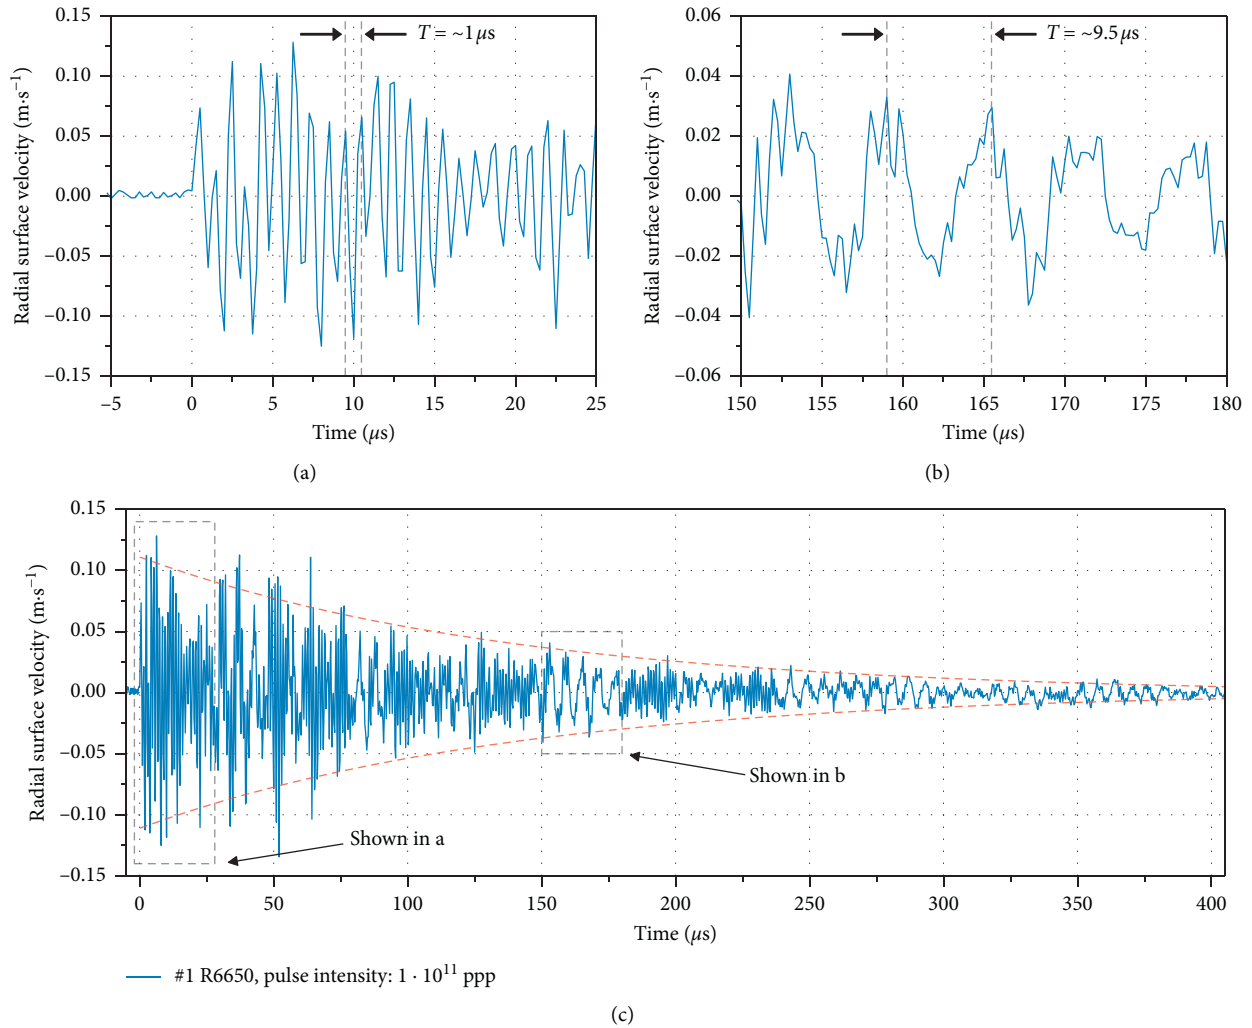 T = ~1 μs
Radial surface velocity (m·s⁻¹)
0.15
0.10
0.05
0.00
–0.05
–0.10
–0.15
–5 0 5 10 15 20 25
Time (μs)
(a)
T = ~9.5 μs
Radial surface velocity (m·s⁻¹)
0.06
0.04
0.02
0.00
–0.02
–0.04
–0.06
150 155 160 165 170 175 180
Time (μs)
(b)
Radial surface velocity (m·s⁻¹)
0.15
0.10
0.05
0.00
–0.05
–0.10
–0.15
Shown in b
Shown in a
0 50 100 150 200 250 300 350 400
Time (μs)
#1 R6650, pulse intensity: 1 · 10¹¹ ppp
(c)